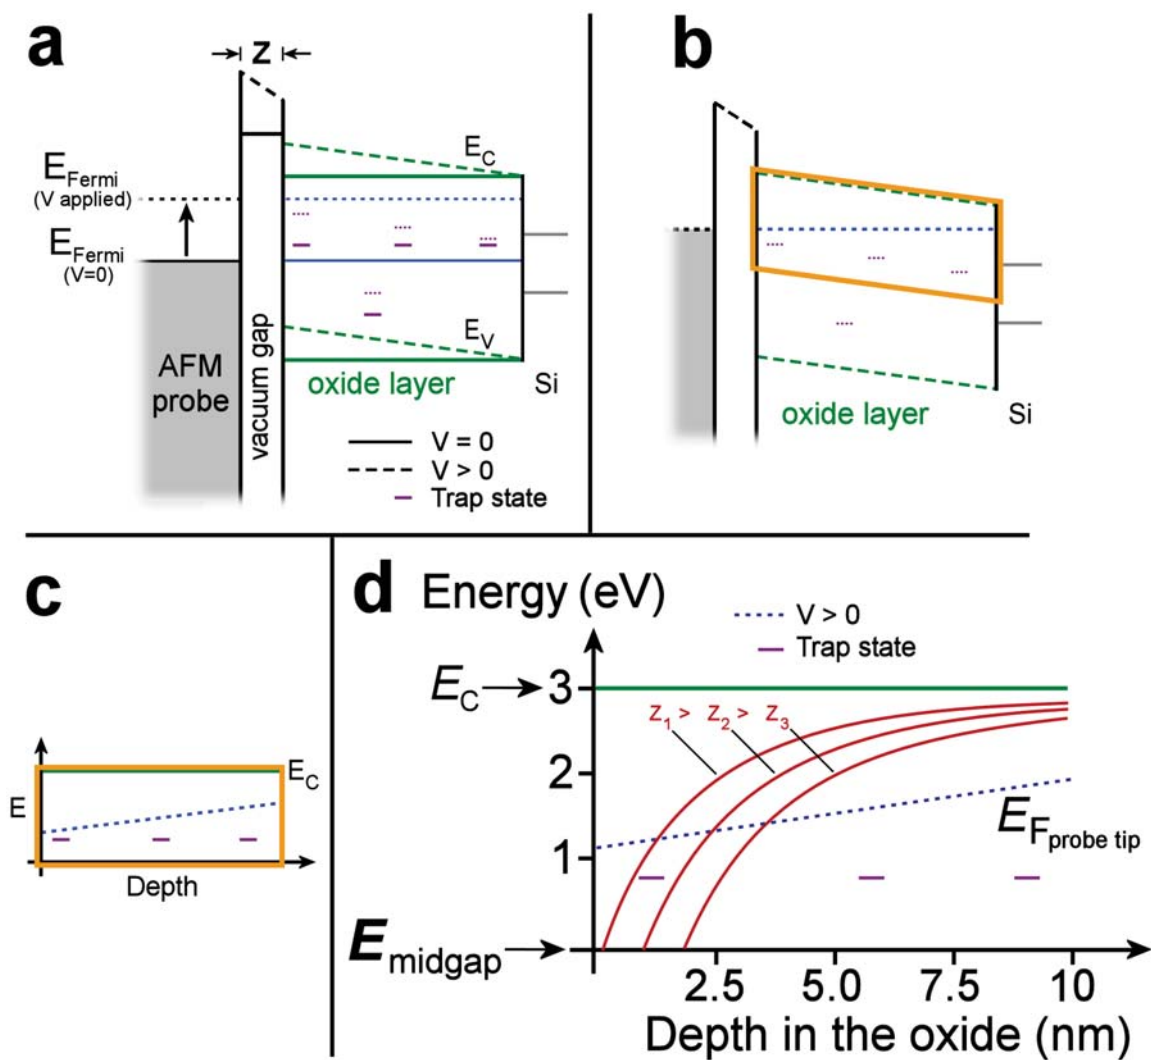 a
z
E_Fermi
(V applied)
E_Fermi
(V=0)
AFM
probe
vacuum gap
E_C
E_V
oxide layer
Si
V = 0
V > 0
Trap state
b
oxide layer
Si
c
E
E_C
Depth
d
Energy (eV)
V > 0
Trap state
E_C
3
z_1 > z_2 > z_3
2
E_F probe tip
1
E_midgap
2.5 5.0 7.5 10
Depth in the oxide (nm)